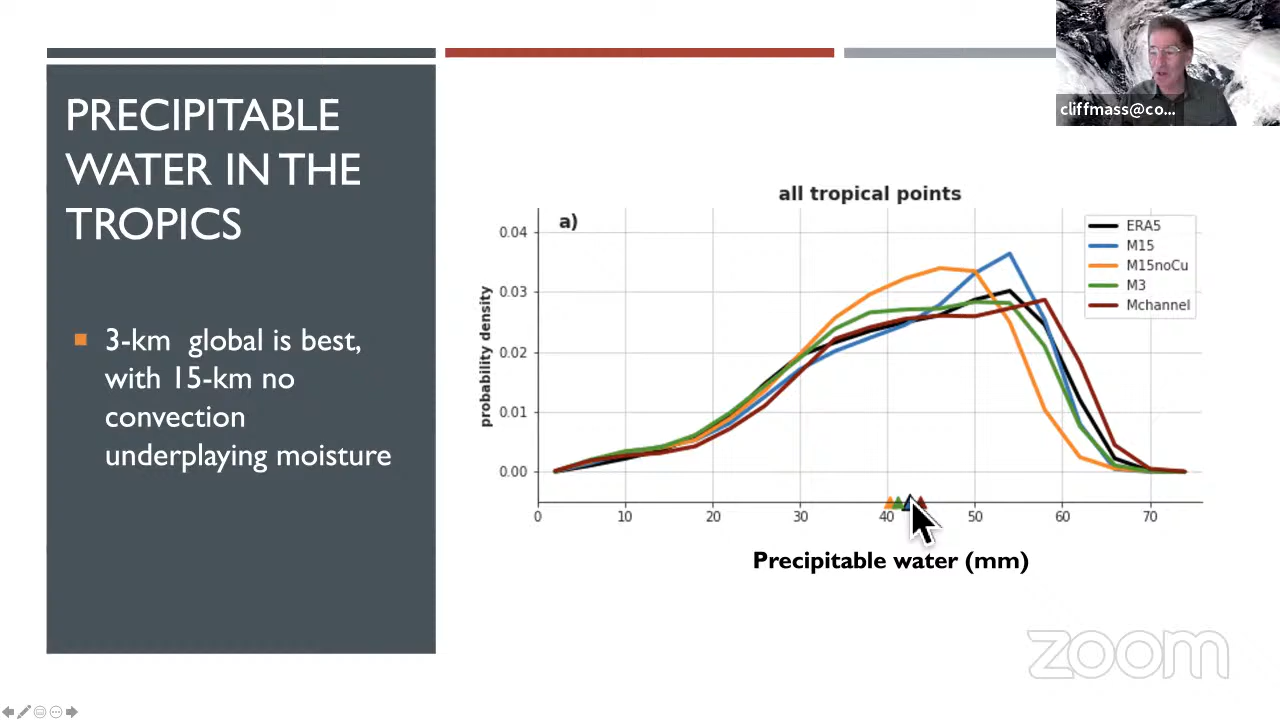 PRECIPITABLE
WATER IN THE
TROPICS
3-km global is best,
with 15-km no
convection
underplaying moisture
cliffmass@co...
all tropical points
a)
ERA5
M15
M15noCu
M3
Mchannel
probability density
0.04
0.03
0.02
0.01
0.00
0 10 20 30 40 50 60 70
Precipitable water (mm)
zoom